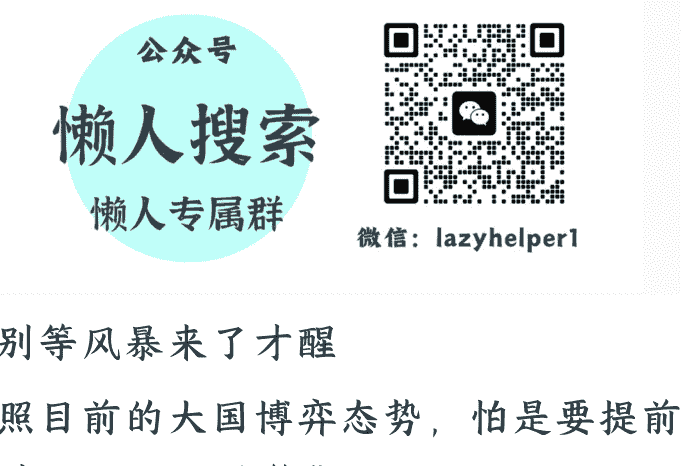 公众号
懒人搜索
懒人专属群
微信：lazyhelper1
别等风暴来了才醒
照目前的大国博弈态势，怕是要提前